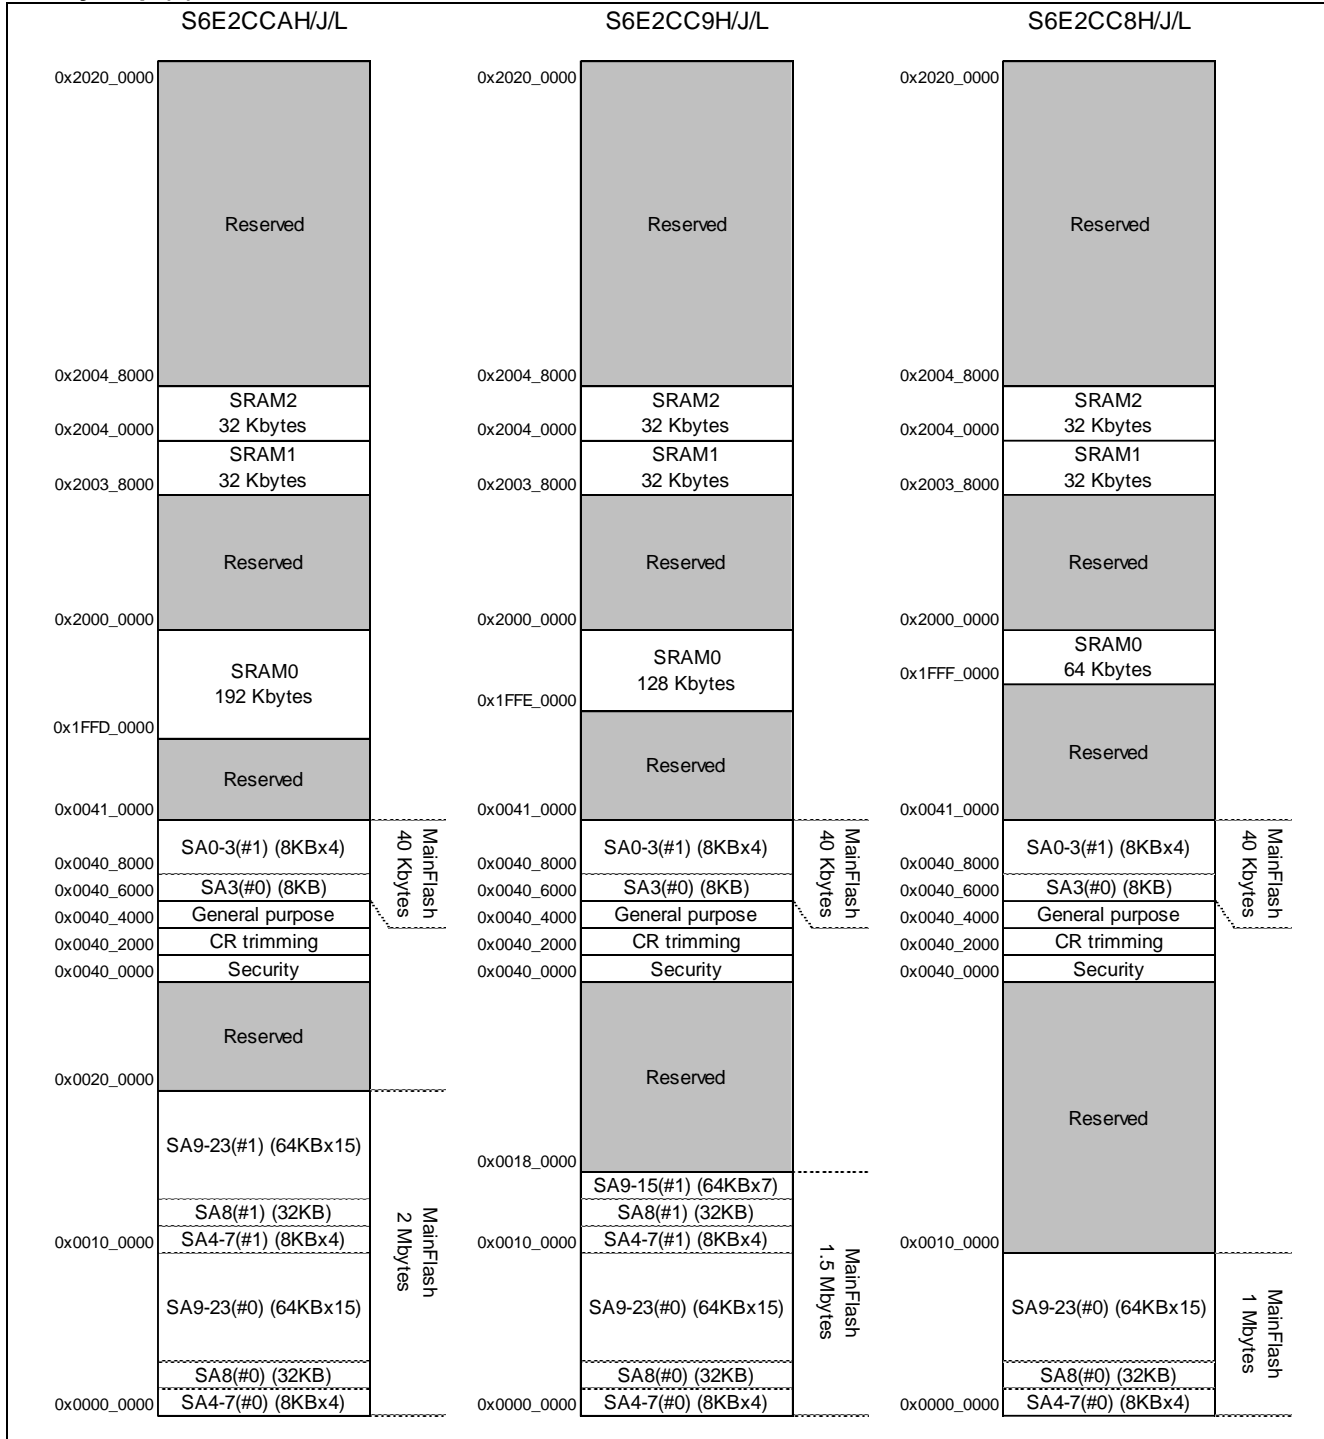 S6E2CCAH/J/L
0x2020_0000
Reserved
0x2004_8000
SRAM2
32 Kbytes
0x2004_0000
SRAM1
32 Kbytes
0x2003_8000
Reserved
0x2000_0000
SRAM0
192 Kbytes
0x1FFD_0000
Reserved
0x0041_0000
SA0-3(#1) (8KBx4)
0x0040_8000
SA3(#0) (8KB)
0x0040_6000
General purpose
0x0040_4000
CR trimming
0x0040_2000
Security
0x0040_0000
MainFlash
40 Kbytes
Reserved
0x0020_0000
SA9-23(#1) (64KBx15)
SA8(#1) (32KB)
SA4-7(#1) (8KBx4)
0x0010_0000
SA9-23(#0) (64KBx15)
SA8(#0) (32KB)
SA4-7(#0) (8KBx4)
0x0000_0000
MainFlash
2 Mbytes
S6E2CC9H/J/L
0x2020_0000
Reserved
0x2004_8000
SRAM2
32 Kbytes
0x2004_0000
SRAM1
32 Kbytes
0x2003_8000
Reserved
0x2000_0000
SRAM0
128 Kbytes
0x1FFE_0000
Reserved
0x0041_0000
SA0-3(#1) (8KBx4)
0x0040_8000
SA3(#0) (8KB)
0x0040_6000
General purpose
0x0040_4000
CR trimming
0x0040_2000
Security
0x0040_0000
MainFlash
40 Kbytes
Reserved
0x0018_0000
SA9-15(#1) (64KBx7)
SA8(#1) (32KB)
SA4-7(#1) (8KBx4)
0x0010_0000
SA9-23(#0) (64KBx15)
SA8(#0) (32KB)
SA4-7(#0) (8KBx4)
0x0000_0000
MainFlash
1.5 Mbytes
S6E2CC8H/J/L
0x2020_0000
Reserved
0x2004_8000
SRAM2
32 Kbytes
0x2004_0000
SRAM1
32 Kbytes
0x2003_8000
Reserved
0x2000_0000
SRAM0
64 Kbytes
0x1FFF_0000
Reserved
0x0041_0000
SA0-3(#1) (8KBx4)
0x0040_8000
SA3(#0) (8KB)
0x0040_6000
General purpose
0x0040_4000
CR trimming
0x0040_2000
Security
0x0040_0000
MainFlash
40 Kbytes
Reserved
0x0010_0000
SA9-23(#0) (64KBx15)
SA8(#0) (32KB)
SA4-7(#0) (8KBx4)
0x0000_0000
MainFlash
1 Mbytes